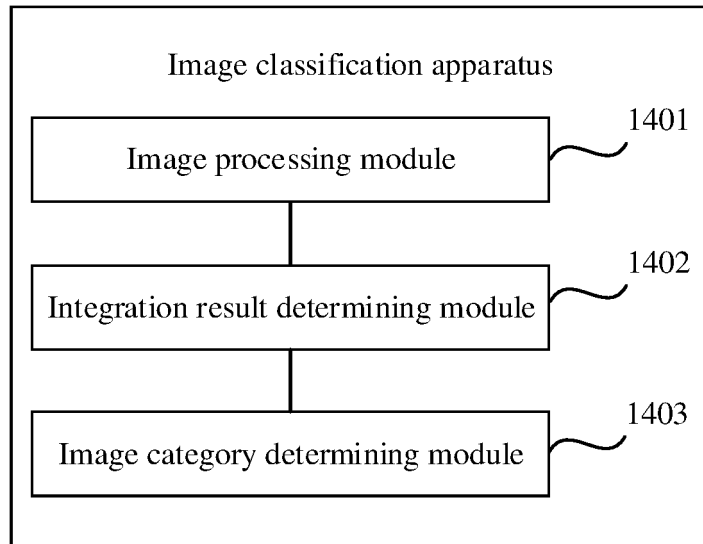 Image classification apparatus
1401
Image processing module
1402
Integration result determining module
1403
Image category determining module